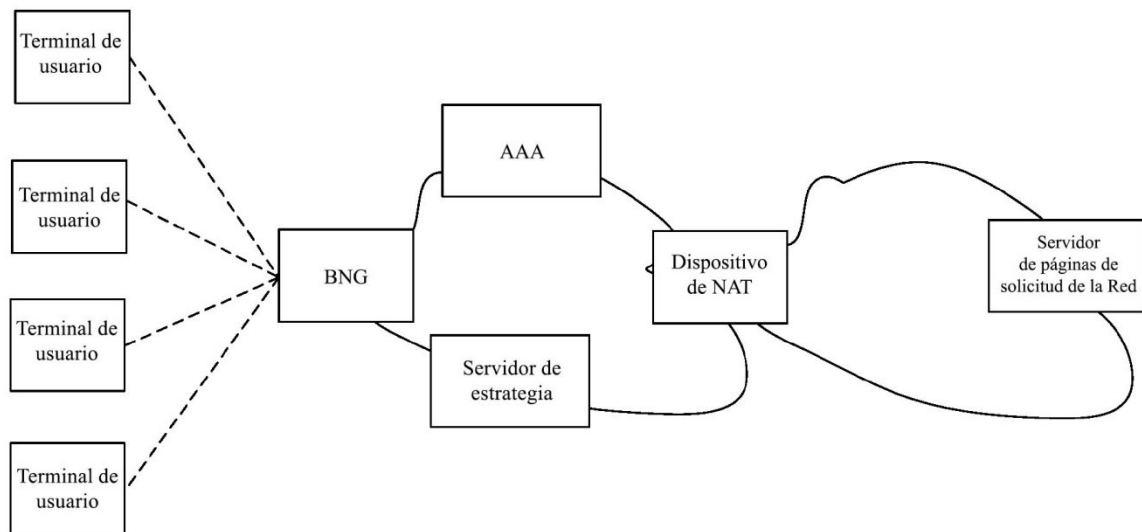 Terminal de
usuario
Terminal de
usuario
Terminal de
usuario
Terminal de
usuario
BNG
AAA
Servidor de
estrategia
Dispositivo
de NAT
Servidor
de páginas de
solicitud de la Red